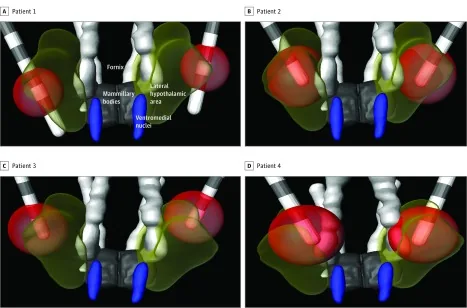 A Patient 1
B Patient 2
Fornix
Mammillary
bodies
Lateral
hypothalamic
area
Ventromedial
nuclei
C Patient 3
D Patient 4